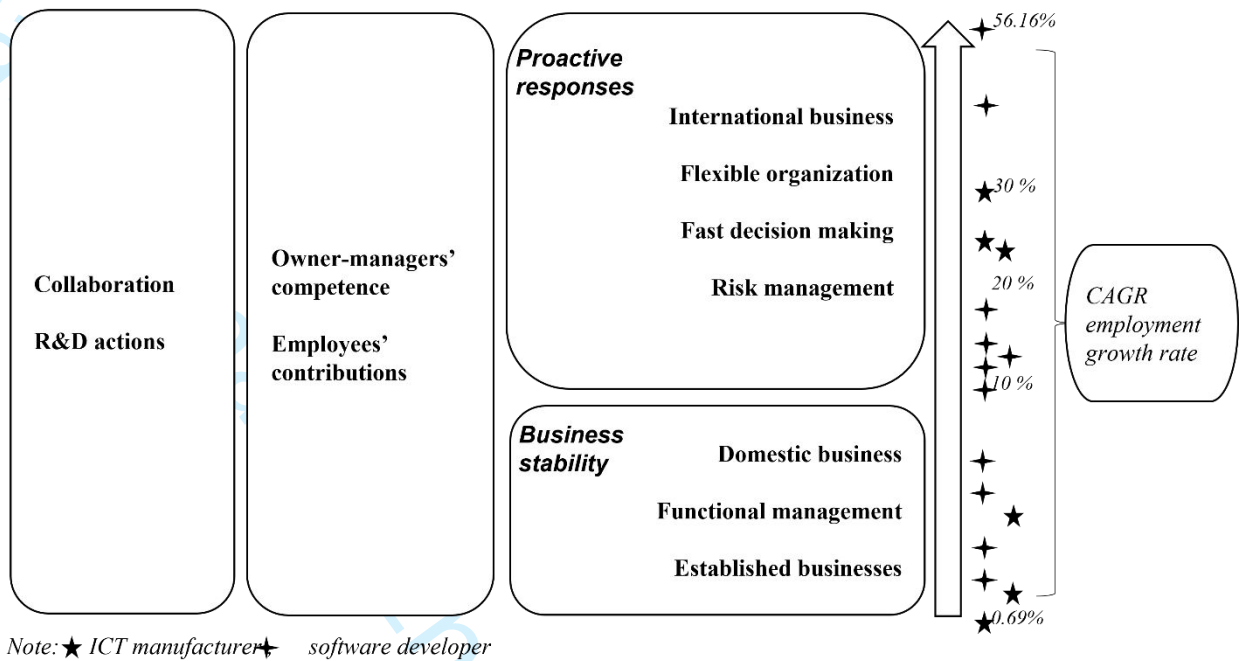 Collaboration
R&D actions
Owner-managers’
competence
Employees’
contributions
Proactive
responses
International business
Flexible organization
Fast decision making
Risk management
Business
stability
Domestic business
Functional management
Established businesses
56.16%
30 %
20 %
10 %
0.69%
CAGR
employment
growth rate
Note: ★ ICT manufacturer, ✦ software developer